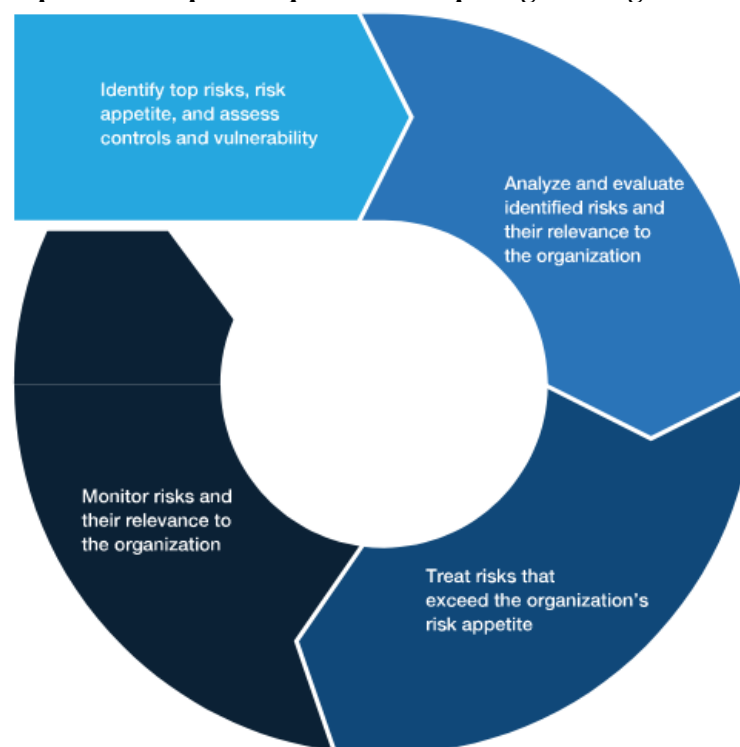 Identify top risks, risk
appetite, and assess
controls and vulnerability
Analyze and evaluate
identified risks and
their relevance to
the organization
Treat risks that
exceed the organization's
risk appetite
Monitor risks and
their relevance to
the organization